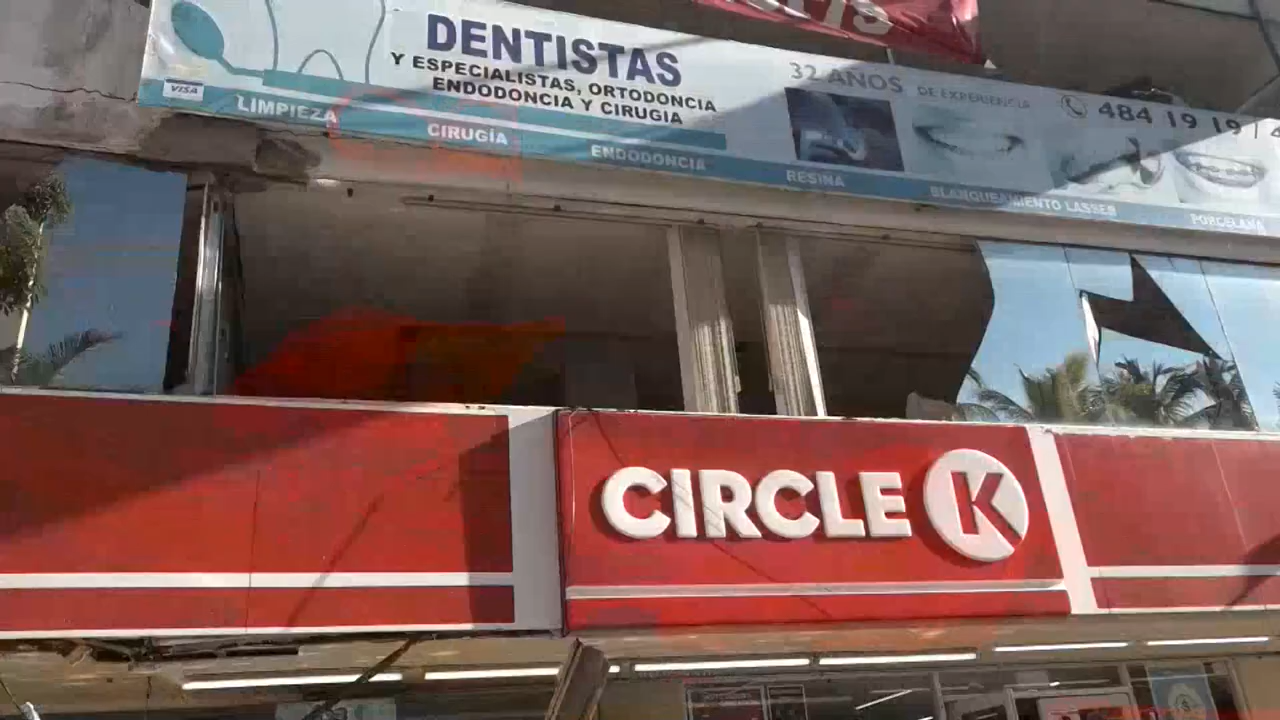 DENTISTAS
Y ESPECIALISTAS, ORTODONCIA
ENDODONCIA Y CIRUGIA
32 AÑOS DE EXPERIENCIA
484 19 19
VISA
LIMPIEZA
CIRUGÍA
ENDODONCIA
RESINA
BLANQUEAMIENTO LASSER
PORCELANA
CIRCLE K